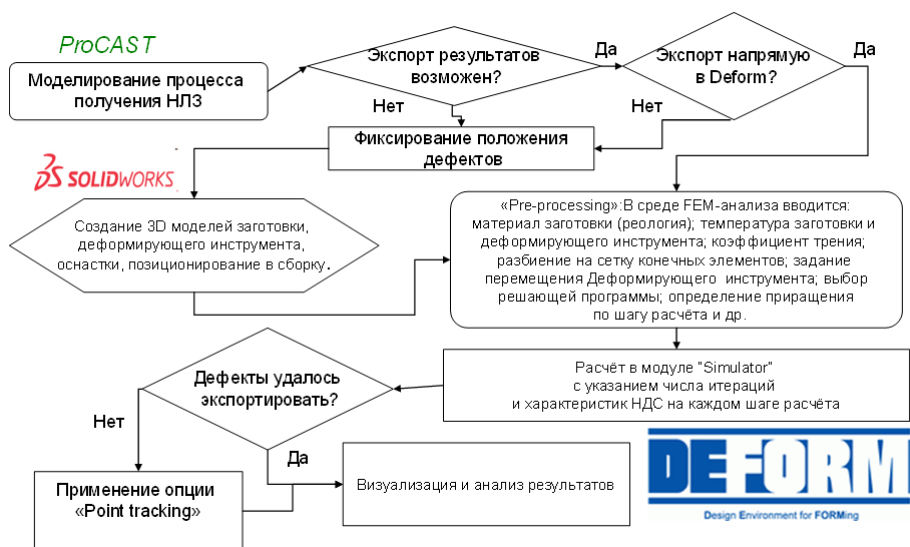 ProCAST
Моделирование процесса
получения НЛЗ
Экспорт результатов
возможен?
Да
Экспорт напрямую
в Deform?
Да
Нет
Нет
Фиксирование положения
дефектов
SOLIDWORKS
Создание 3D моделей заготовки,
деформирующего инструмента,
оснастки, позиционирование в сборку.
«Pre-processing»:В среде FEM-анализа вводится:
материал заготовки (реология); температура заготовки и
деформирующего инструмента; коэффициент трения;
разбиение на сетку конечных элементов; задание
перемещения Деформирующего инструмента; выбор
решающей программы; определение приращения
по шагу расчёта и др.
Расчёт в модуле "Simulator"
с указанием числа итераций
и характеристик НДС на каждом шаге расчёта
Дефекты удалось
экспортировать?
Нет
Да
Применение опции
«Point tracking»
Визуализация и анализ результатов
DEFORM
Design Environment for FORMing